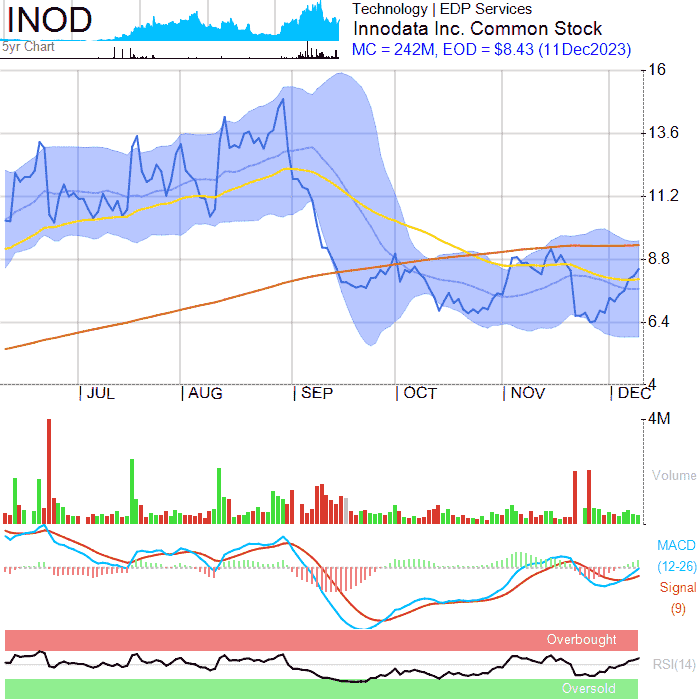 INOD
5yr Chart
Technology | EDP Services
Innodata Inc. Common Stock
MC = 242M, EOD = $8.43 (11Dec2023)
16
13.6
11.2
8.8
6.4
4
JUL AUG SEP OCT NOV DEC
4M
Volume
MACD
(12-26)
Signal
(9)
Overbought
RSI(14)
Oversold